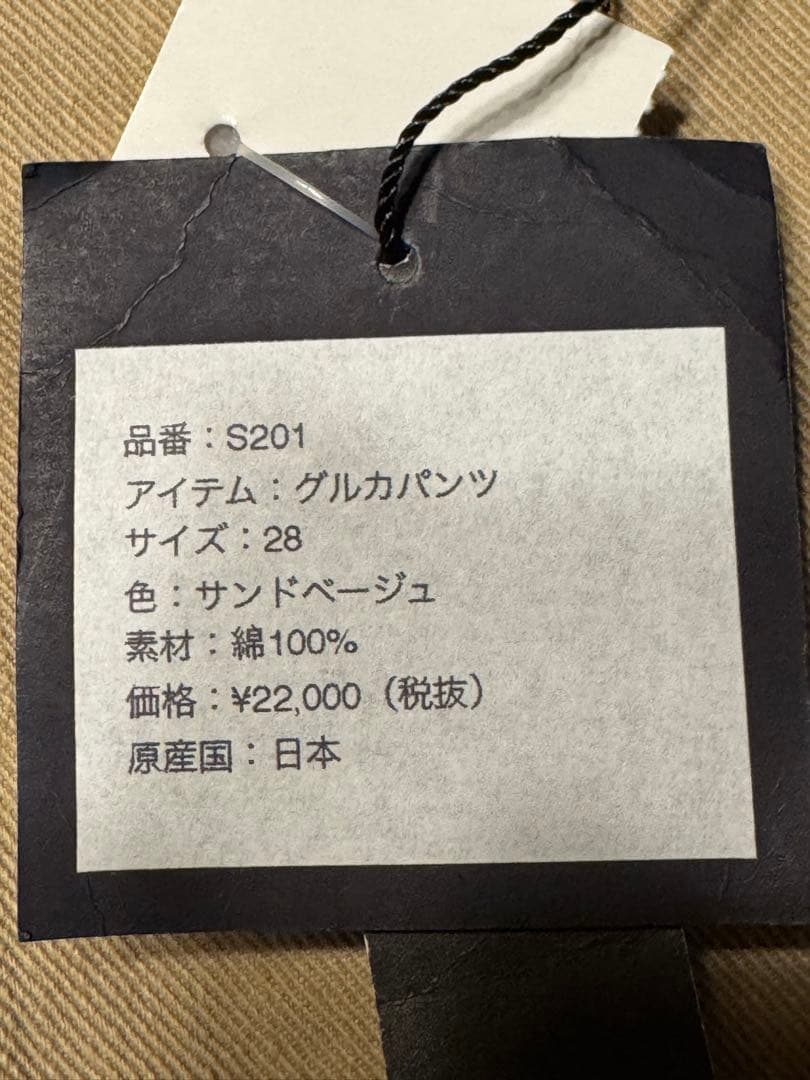 品番：S201
アイテム：グルカパンツ
サイズ：28
色：サンドベージュ
素材：綿100%
価格：¥22,000（税抜）
原産国：日本